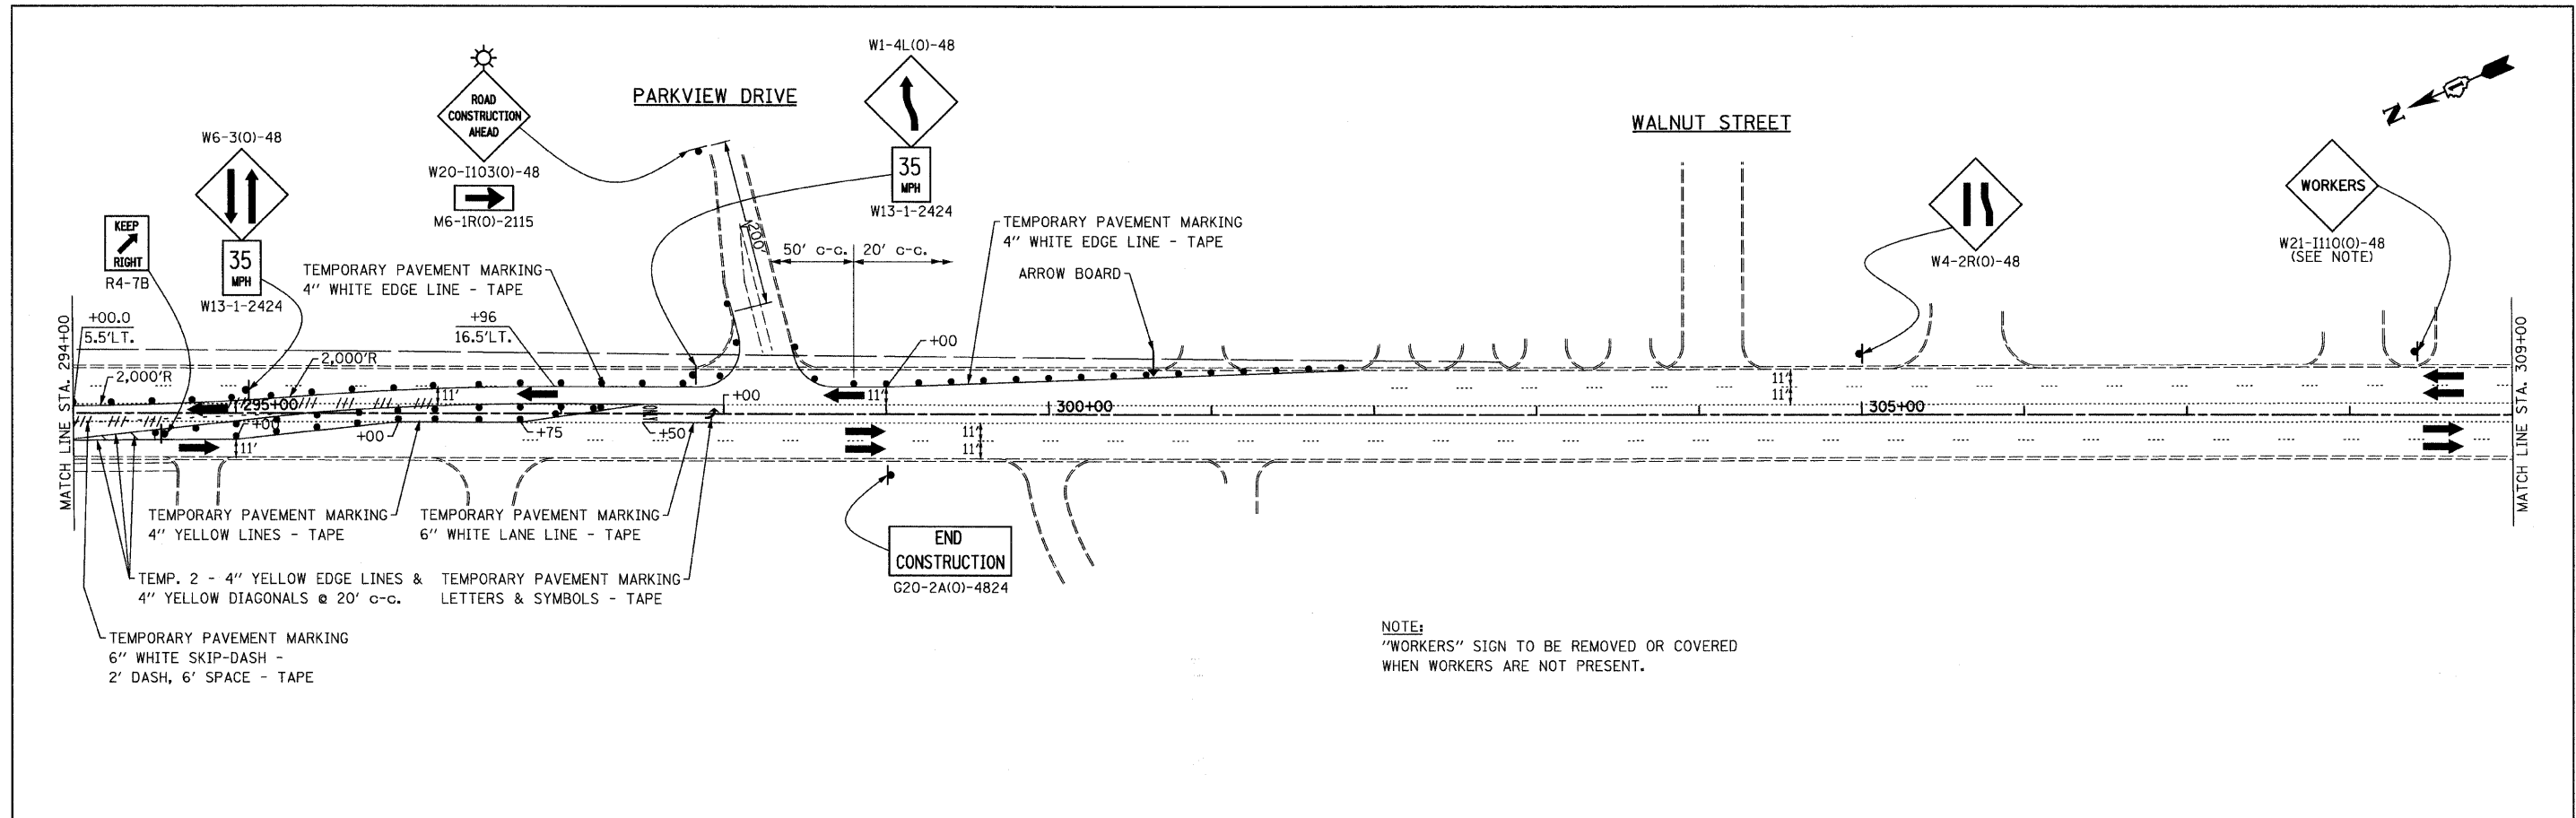 W1-4L(O)-48
PARKVIEW DRIVE
ROAD
CONSTRUCTION
AHEAD
W20-I103(O)-48
M6-1R(O)-2115
W6-3(O)-48
35
MPH
W13-1-2424
KEEP
RIGHT
R4-7B
35
MPH
W13-1-2424
WALNUT STREET
N
W4-2R(O)-48
WORKERS
W21-I110(O)-48
(SEE NOTE)
TEMPORARY PAVEMENT MARKING
4" WHITE EDGE LINE - TAPE
ARROW BOARD
200'
50' c-c.
20' c-c.
TEMPORARY PAVEMENT MARKING
4" WHITE EDGE LINE - TAPE
+00.0
5.5'LT.
+96
16.5'LT.
+00
2,000'R
2,000'R
MATCH LINE STA. 294+00
MATCH LINE STA. 309+00
295+00
300+00
305+00
11'
11'
11'
11'
11'
11'
11'
+00
+00
+75
+50
+00
TEMPORARY PAVEMENT MARKING
4" YELLOW LINES - TAPE
TEMPORARY PAVEMENT MARKING
6" WHITE LANE LINE - TAPE
TEMP. 2 - 4" YELLOW EDGE LINES &
4" YELLOW DIAGONALS @ 20' c-c.
TEMPORARY PAVEMENT MARKING
LETTERS & SYMBOLS - TAPE
TEMPORARY PAVEMENT MARKING
6" WHITE SKIP-DASH -
2' DASH, 6' SPACE - TAPE
END
CONSTRUCTION
G20-2A(O)-4824
NOTE:
"WORKERS" SIGN TO BE REMOVED OR COVERED
WHEN WORKERS ARE NOT PRESENT.